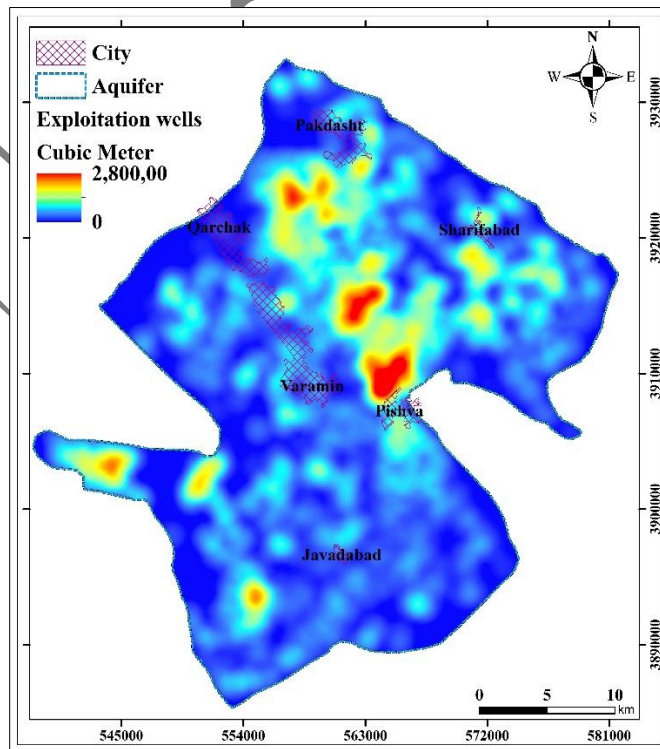 City
Aquifer
Exploitation wells
Cubic Meter
2,800,00
0
N
W E
S
Pakdasht
Qarchak
Sharifabad
Varamin
Pishva
Javadabad
3930000
3920000
3910000
3900000
3890000
0 5 10
km
545000 554000 563000 572000 581000